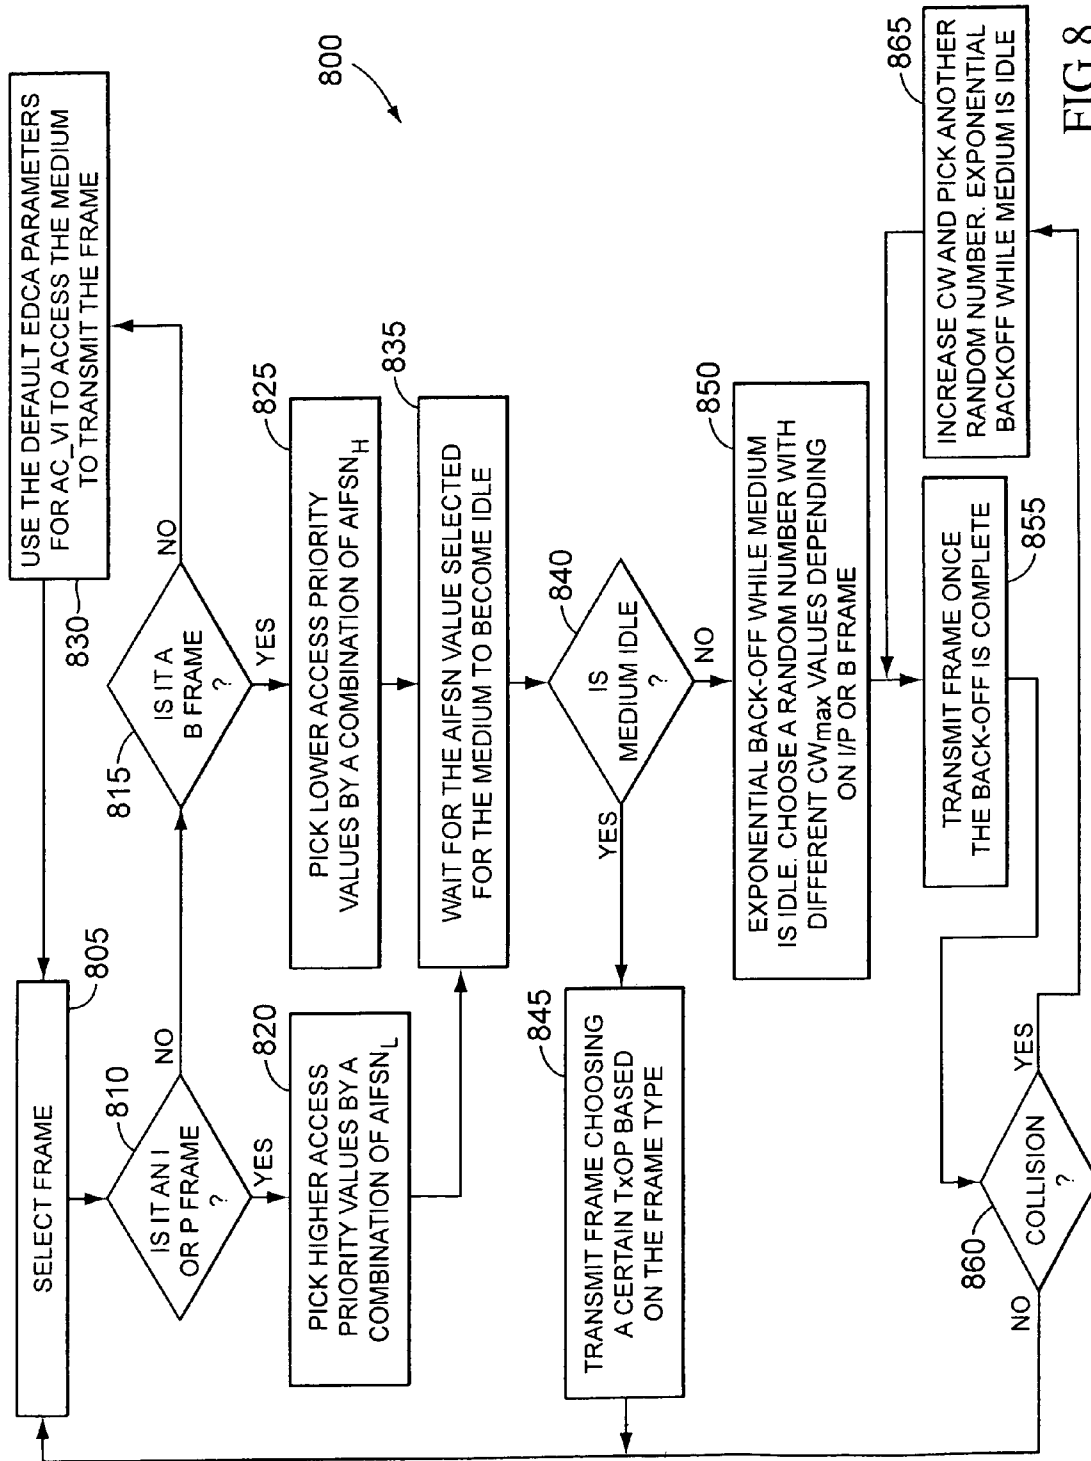 800
SELECT FRAME
805
IS IT AN I
OR P FRAME
?
810
NO
YES
IS IT A
B FRAME
?
815
NO
YES
USE THE DEFAULT EDCA PARAMETERS
FOR AC_VI TO ACCESS THE MEDIUM
TO TRANSMIT THE FRAME
830
PICK HIGHER ACCESS
PRIORITY VALUES BY A
COMBINATION OF AIFSN_L
820
PICK LOWER ACCESS PRIORITY
VALUES BY A COMBINATION OF AIFSN_H
825
WAIT FOR THE AIFSN VALUE SELECTED
FOR THE MEDIUM TO BECOME IDLE
835
IS
MEDIUM IDLE
?
840
YES
NO
TRANSMIT FRAME CHOOSING
A CERTAIN TxOP BASED
ON THE FRAME TYPE
845
EXPONENTIAL BACK-OFF WHILE MEDIUM
IS IDLE. CHOOSE A RANDOM NUMBER WITH
DIFFERENT CWmax VALUES DEPENDING
ON I/P OR B FRAME
850
TRANSMIT FRAME ONCE
THE BACK-OFF IS COMPLETE
855
COLLISION
?
860
NO
YES
INCREASE CW AND PICK ANOTHER
RANDOM NUMBER. EXPONENTIAL
BACKOFF WHILE MEDIUM IS IDLE
865
FIG.8